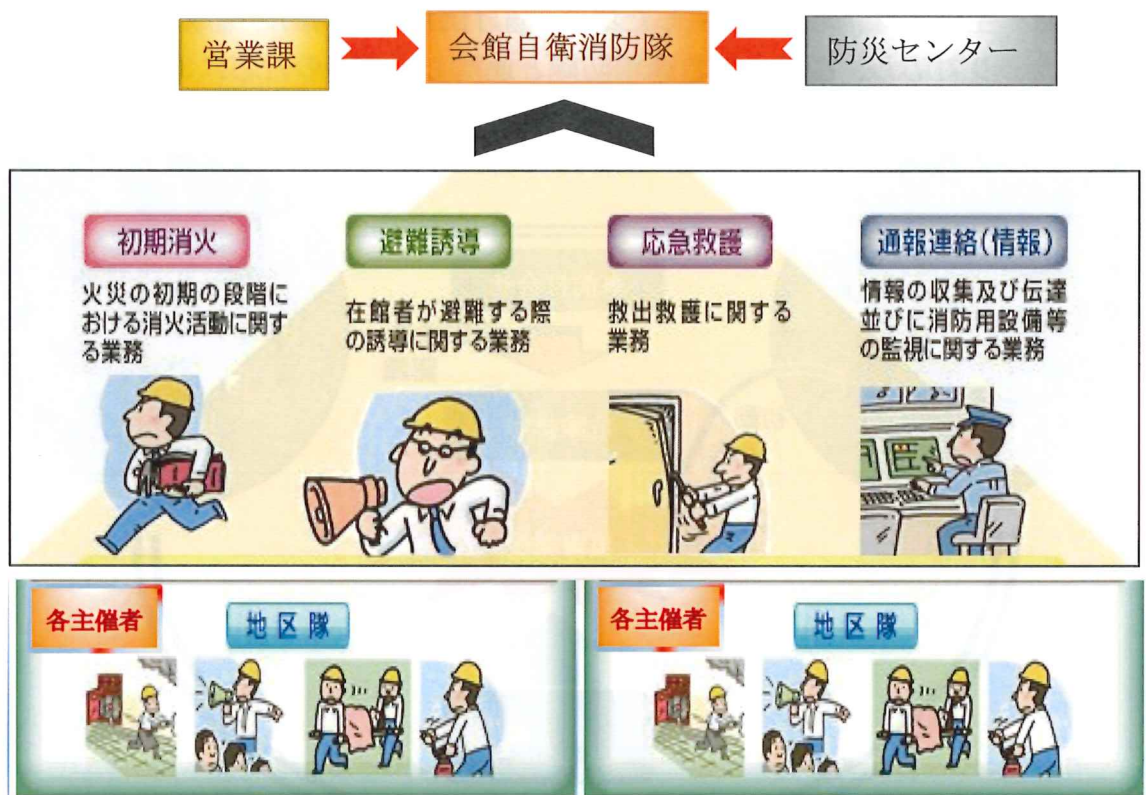 営業課
会館自衛消防隊
防災センター
初期消火
火災の初期の段階に
おける消火活動に関す
る業務
避難誘導
在館者が避難する際
の誘導に関する業務
応急救護
救出救護に関する
業務
通報連絡(情報)
情報の収集及び伝達
並びに消防用設備等
の監視に関する業務
各主催者
地区隊
各主催者
地区隊